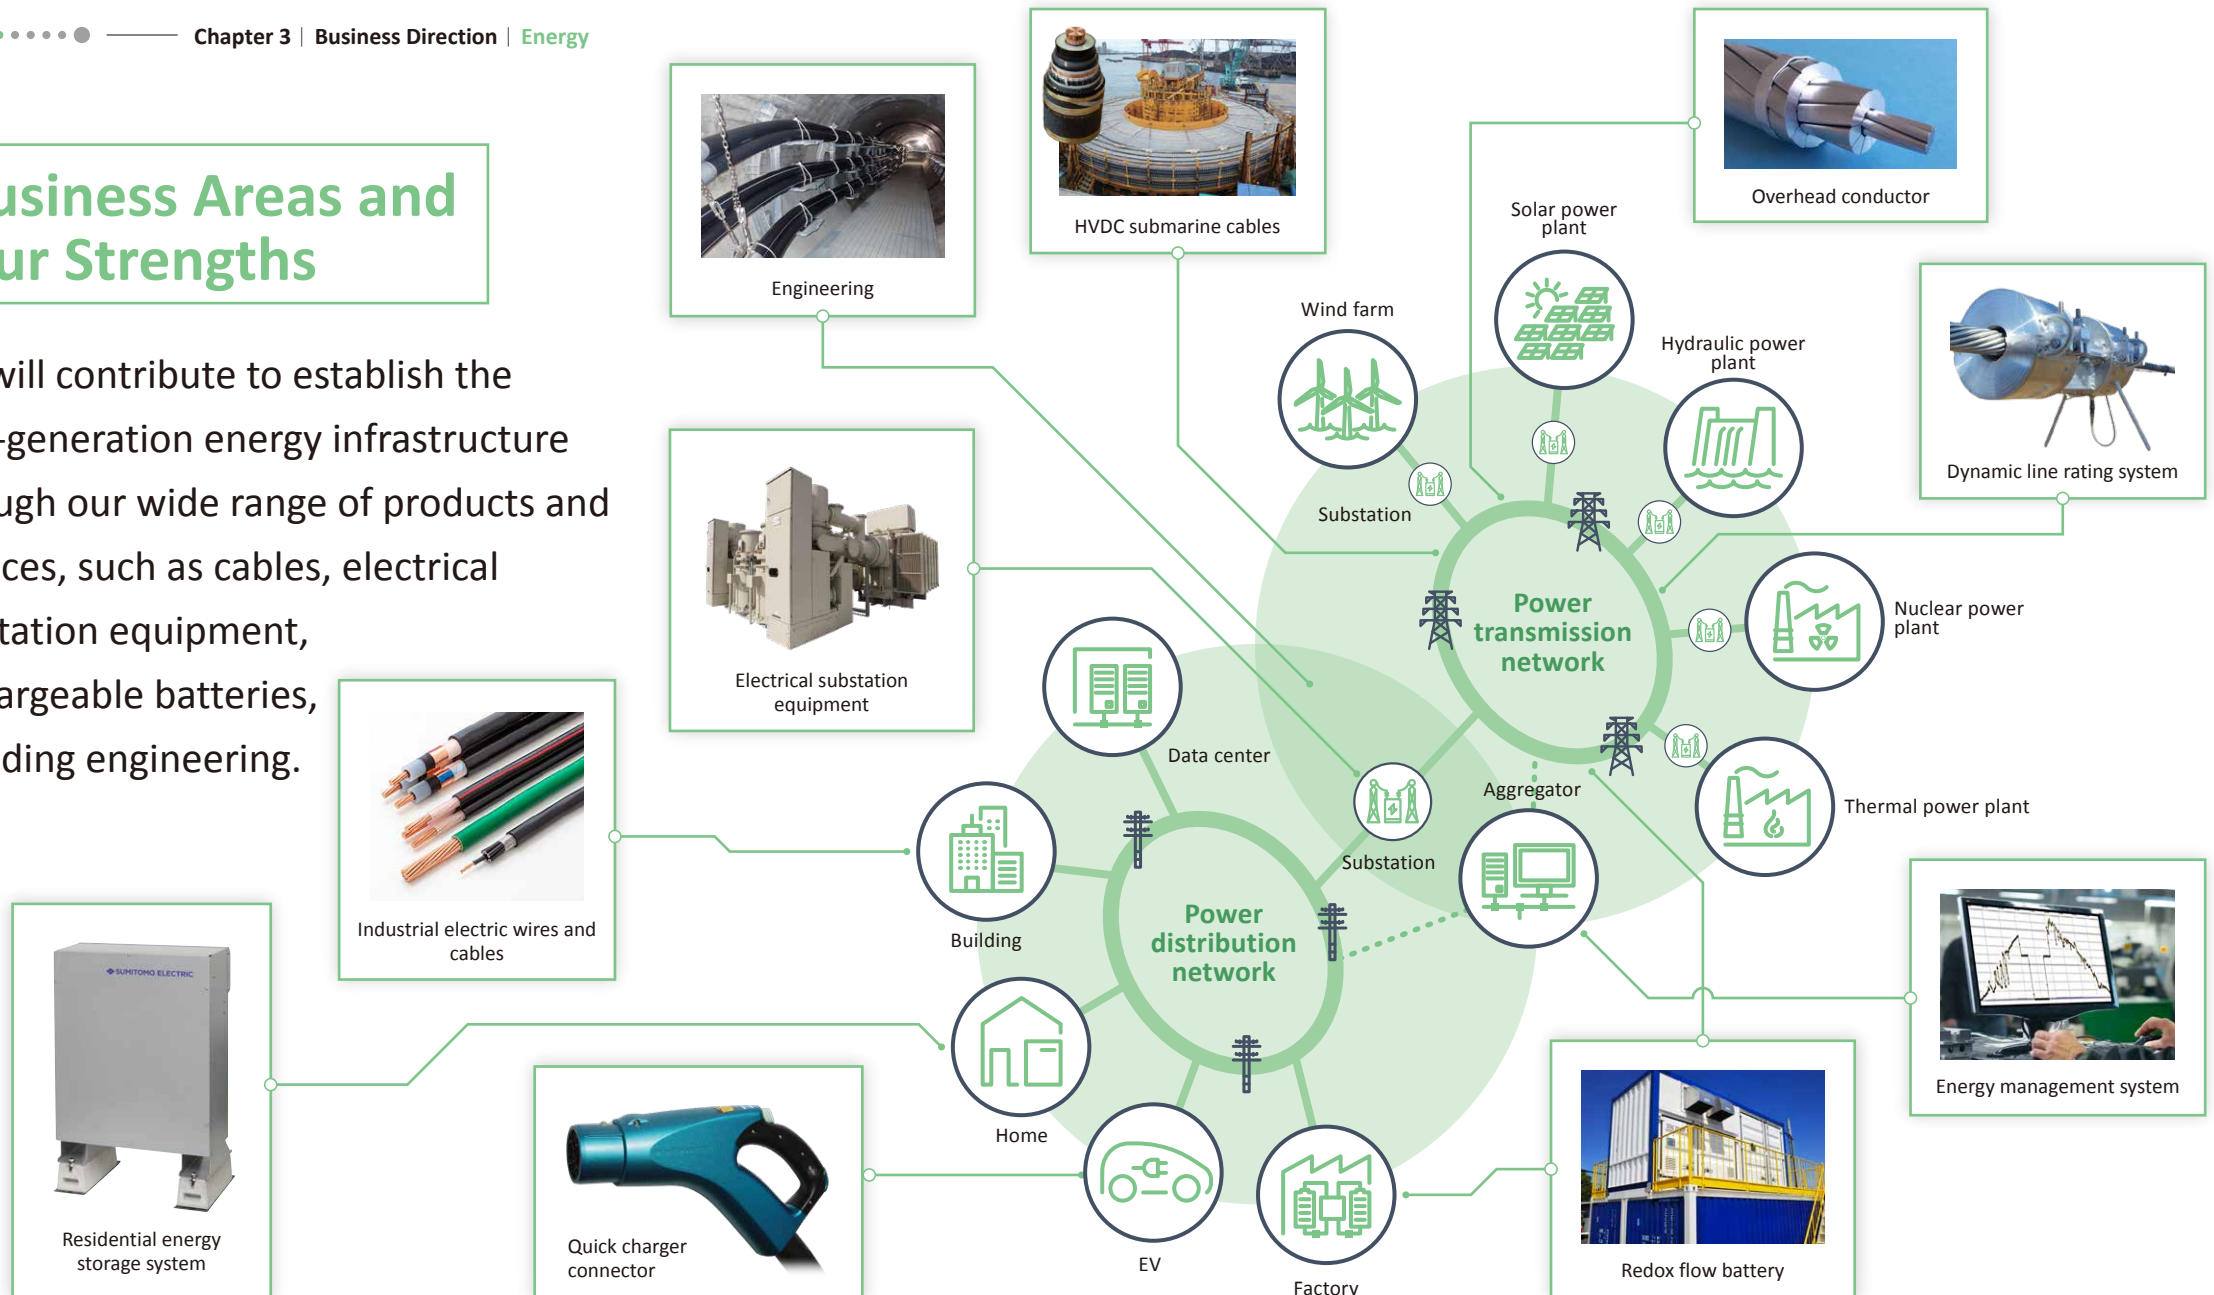 Chapter 3 | Business Direction | Energy
usiness Areas and
ur Strengths
will contribute to establish the
-generation energy infrastructure
ugh our wide range of products and
ices, such as cables, electrical
tation equipment,
argeable batteries,
ding engineering.
Engineering
HVDC submarine cables
Overhead conductor
Dynamic line rating system
Electrical substation
equipment
Industrial electric wires and
cables
SUMITOMO ELECTRIC
Residential energy
storage system
Quick charger
connector
Redox flow battery
Energy management system
Solar power
plant
Wind farm
Hydraulic power
plant
Substation
Nuclear power
plant
Thermal power plant
Power
transmission
network
Aggregator
Substation
Data center
Building
Home
EV
Factory
Power
distribution
network